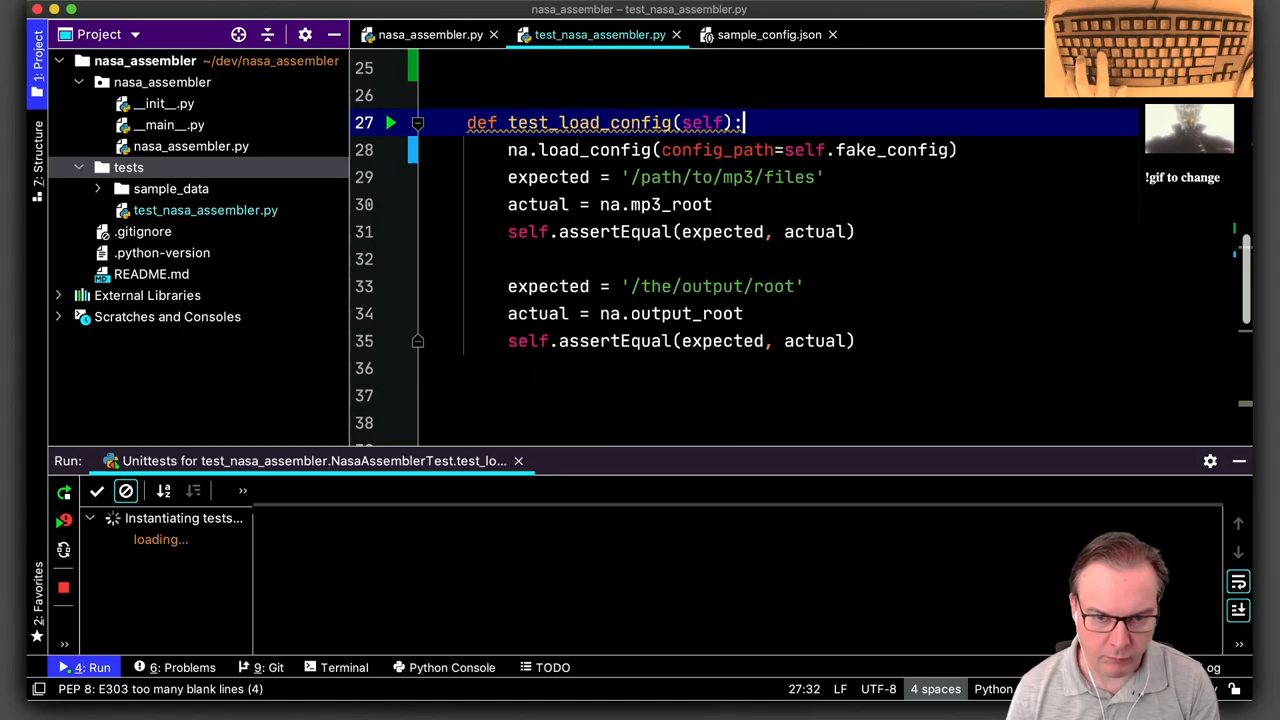 nasa_assembler – test_nasa_assembler.py
Project
nasa_assembler.py
test_nasa_assembler.py
sample_config.json
1: Project
7: Structure
2: Favorites
nasa_assembler ~/dev/nasa_assembler
nasa_assembler
__init__.py
__main__.py
nasa_assembler.py
tests
sample_data
test_nasa_assembler.py
.gitignore
.python-version
README.md
External Libraries
Scratches and Consoles
25
26
27 def test_load_config(self):
28 na.load_config(config_path=self.fake_config)
29 expected = '/path/to/mp3/files'
30 actual = na.mp3_root
31 self.assertEqual(expected, actual)
32
33 expected = '/the/output/root'
34 actual = na.output_root
35 self.assertEqual(expected, actual)
36
37
38
!gif to change
Run: Unittests for test_nasa_assembler.NasaAssemblerTest.test_lo...
Instantiating tests...
loading...
4: Run 6: Problems 9: Git Terminal Python Console TODO
PEP 8: E303 too many blank lines (4) 27:32 LF UTF-8 4 spaces Python